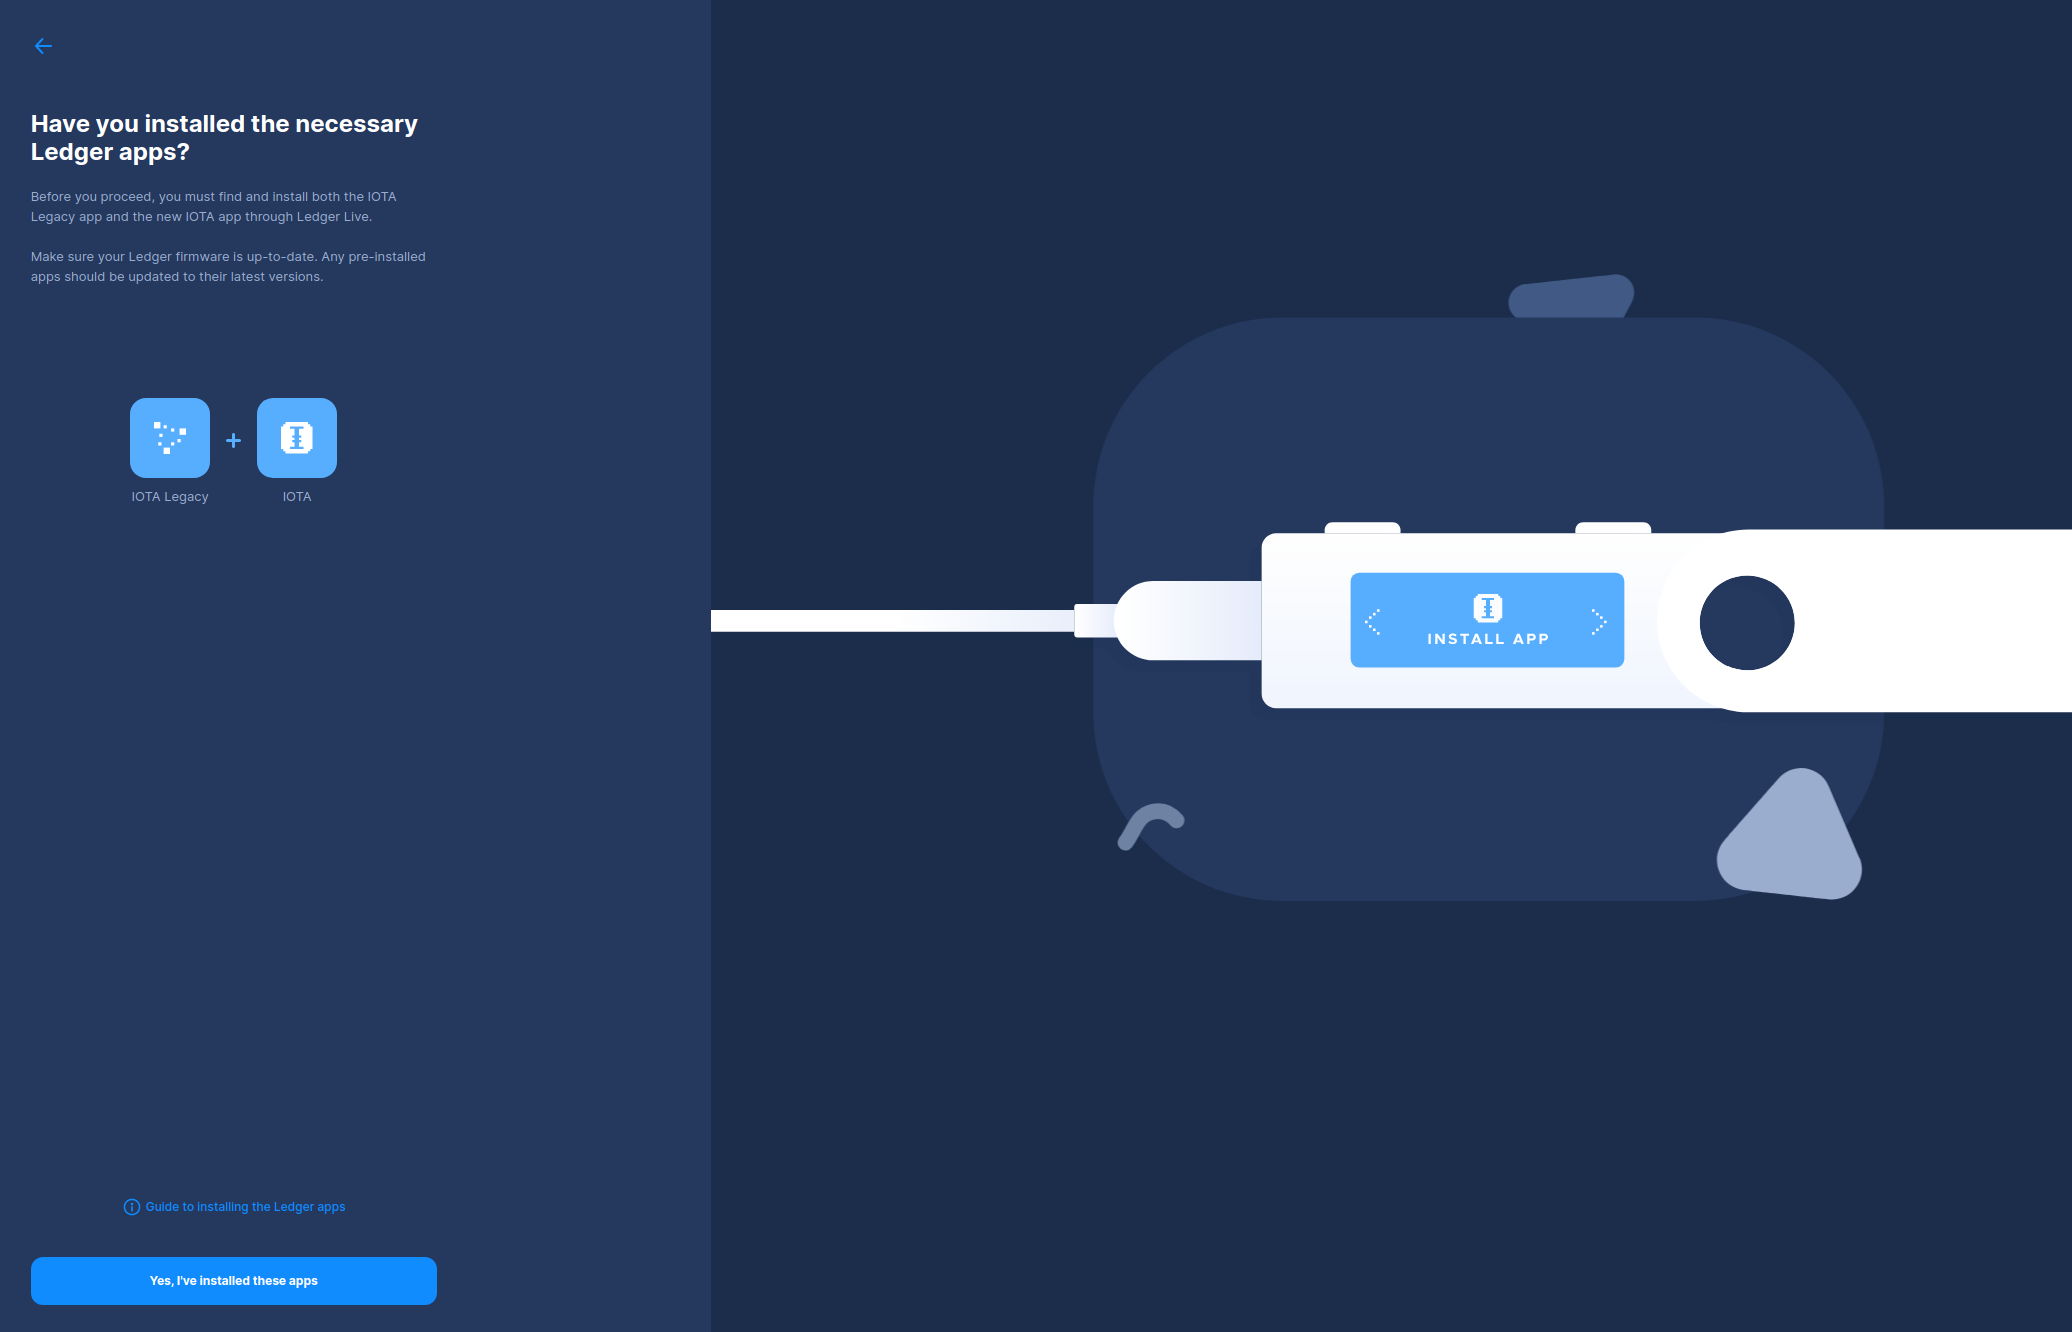 Have you installed the necessary
Ledger apps?
Before you proceed, you must find and install both the IOTA
Legacy app and the new IOTA app through Ledger Live.
Make sure your Ledger firmware is up-to-date. Any pre-installed
apps should be updated to their latest versions.
IOTA Legacy
IOTA
Guide to installing the Ledger apps
Yes, I've installed these apps
INSTALL APP